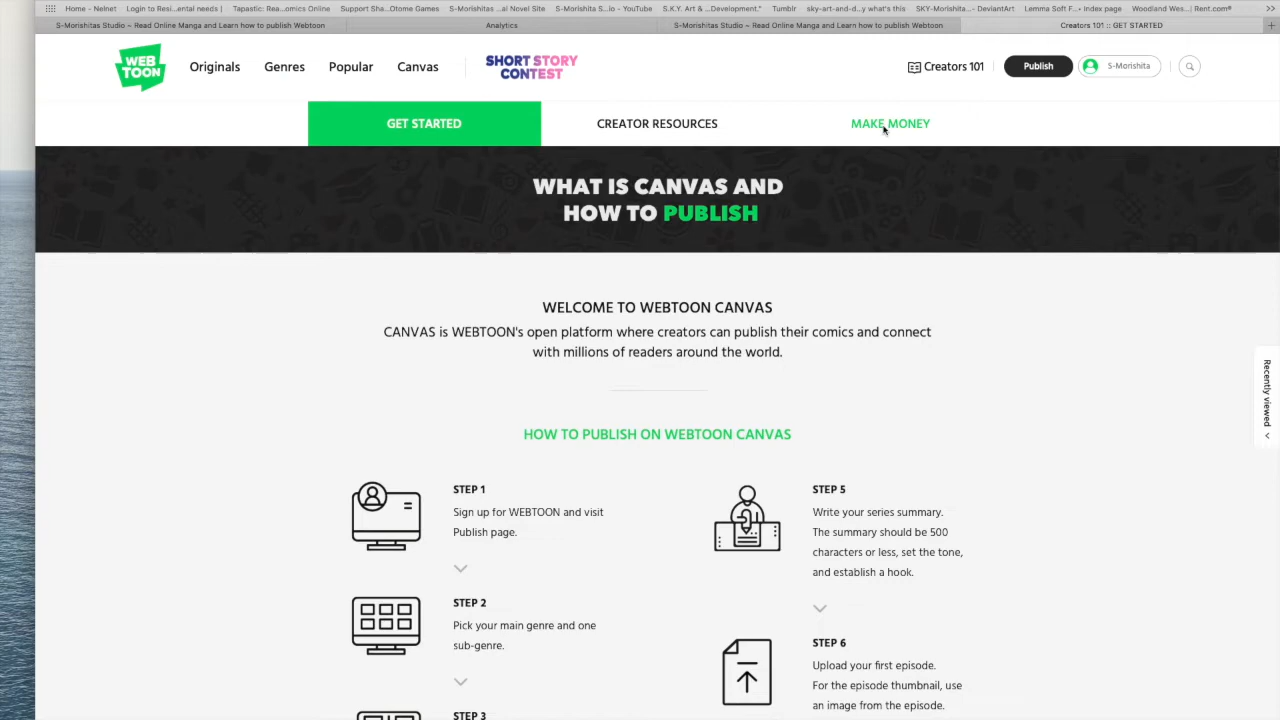 Home – Nelnet
Login to Resi...ental needs |
Tapastic: Rea...omics Online
Support Sha...Otome Games
S-Morishitas ...al Novel Site
S-Morishita S...io - YouTube
S.K.Y. Art & ...Development."
Tumblr
sky-art-and-d...y what's this
SKY-Morishita... - DeviantArt
Lemma Soft F...• Index page
Woodland Wes...| Rent.com®
S-Morishitas Studio ~ Read Online Manga and Learn how to publish Webtoon
Analytics
S-Morishitas Studio ~ Read Online Manga and Learn how to publish Webtoon
Creators 101 :: GET STARTED
WEB
TOON
Originals
Genres
Popular
Canvas
SHORT STORY
CONTEST
Creators 101
Publish
S-Morishita
GET STARTED
CREATOR RESOURCES
MAKE MONEY
WHAT IS CANVAS AND
HOW TO PUBLISH
WELCOME TO WEBTOON CANVAS
CANVAS is WEBTOON's open platform where creators can publish their comics and connect
with millions of readers around the world.
Recently viewed
HOW TO PUBLISH ON WEBTOON CANVAS
STEP 1
Sign up for WEBTOON and visit
Publish page.
STEP 2
Pick your main genre and one
sub-genre.
STEP 3
STEP 5
Write your series summary.
The summary should be 500
characters or less, set the tone,
and establish a hook.
STEP 6
Upload your first episode.
For the episode thumbnail, use
an image from the episode.